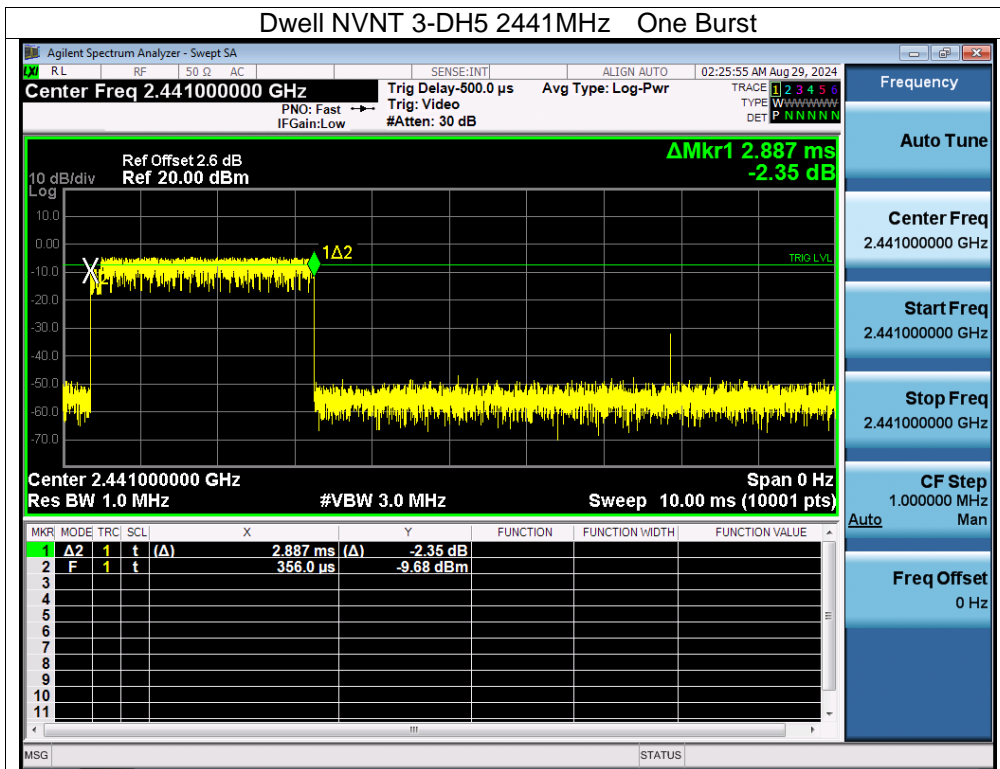 Dwell NVNT 3-DH5 2441MHz One Burst
Agilent Spectrum Analyzer - Swept SA
LXI RL RF 50 Ω AC SENSE:INT ALIGN AUTO 02:25:55 AM Aug 29, 2024
Center Freq 2.441000000 GHz
PNO: Fast
IFGain:Low
Trig Delay-500.0 µs
Trig: Video
#Atten: 30 dB
Avg Type: Log-Pwr
TRACE 1 2 3 4 5 6
TYPE WWWWWW
DET P N N N N N
Frequency
Auto Tune
Center Freq
2.441000000 GHz
Start Freq
2.441000000 GHz
Stop Freq
2.441000000 GHz
CF Step
1.000000 MHz
Auto Man
Freq Offset
0 Hz
ΔMkr1 2.887 ms
-2.35 dB
Ref Offset 2.6 dB
10 dB/div Ref 20.00 dBm
Log
10.0
0.00
-10.0
-20.0
-30.0
-40.0
-50.0
-60.0
-70.0
1Δ2
TRIG LVL
Center 2.441000000 GHz Span 0 Hz
Res BW 1.0 MHz #VBW 3.0 MHz Sweep 10.00 ms (10001 pts)
MKR MODE TRC SCL X Y FUNCTION FUNCTION WIDTH FUNCTION VALUE
1 Δ2 1 t (Δ) 2.887 ms (Δ) -2.35 dB
2 F 1 t 356.0 µs -9.68 dBm
3
4
5
6
7
8
9
10
11
MSG STATUS